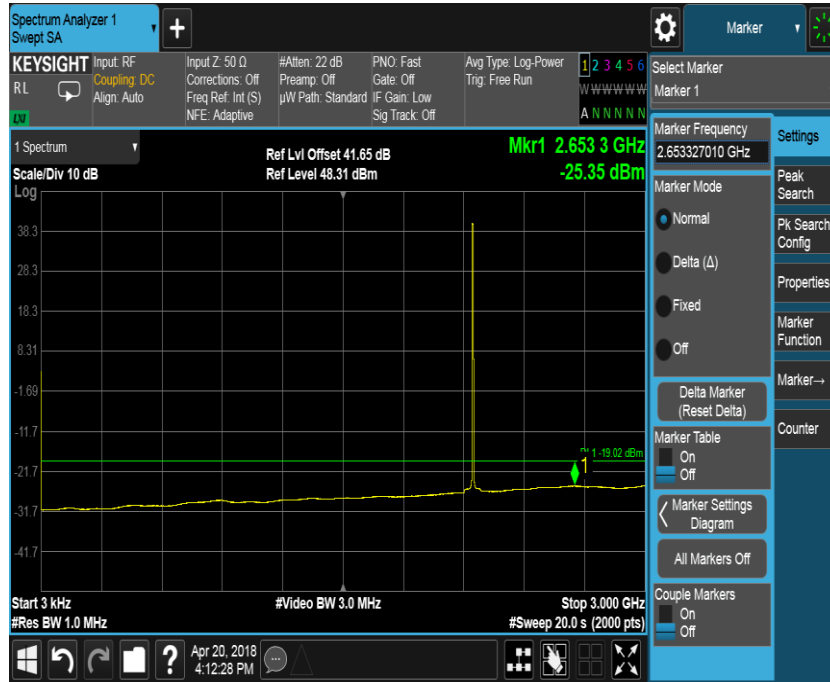 Spectrum Analyzer 1
Swept SA
+
Marker
KEYSIGHT
RL
LXI
Input: RF
Coupling: DC
Align: Auto
Input Z: 50 Ω
Corrections: Off
Freq Ref: Int (S)
NFE: Adaptive
#Atten: 22 dB
Preamp: Off
µW Path: Standard
PNO: Fast
Gate: Off
IF Gain: Low
Sig Track: Off
Avg Type: Log-Power
Trig: Free Run
1 2 3 4 5 6
W W W W W W
A N N N N N
Select Marker
Marker 1
1 Spectrum
Scale/Div 10 dB
Log
Ref Lvl Offset 41.65 dB
Ref Level 48.31 dBm
Mkr1 2.653 3 GHz
-25.35 dBm
38.3
28.3
18.3
8.31
-1.69
-11.7
-21.7
-31.7
-41.7
1 -19.02 dBm
1
Start 3 kHz
#Res BW 1.0 MHz
#Video BW 3.0 MHz
Stop 3.000 GHz
#Sweep 20.0 s (2000 pts)
Marker Frequency
2.653327010 GHz
Marker Mode
Normal
Delta (Δ)
Fixed
Off
Delta Marker
(Reset Delta)
Marker Table
On
Off
Marker Settings
Diagram
All Markers Off
Couple Markers
On
Off
Settings
Peak
Search
Pk Search
Config
Properties
Marker
Function
Marker→
Counter
?
Apr 20, 2018
4:12:28 PM